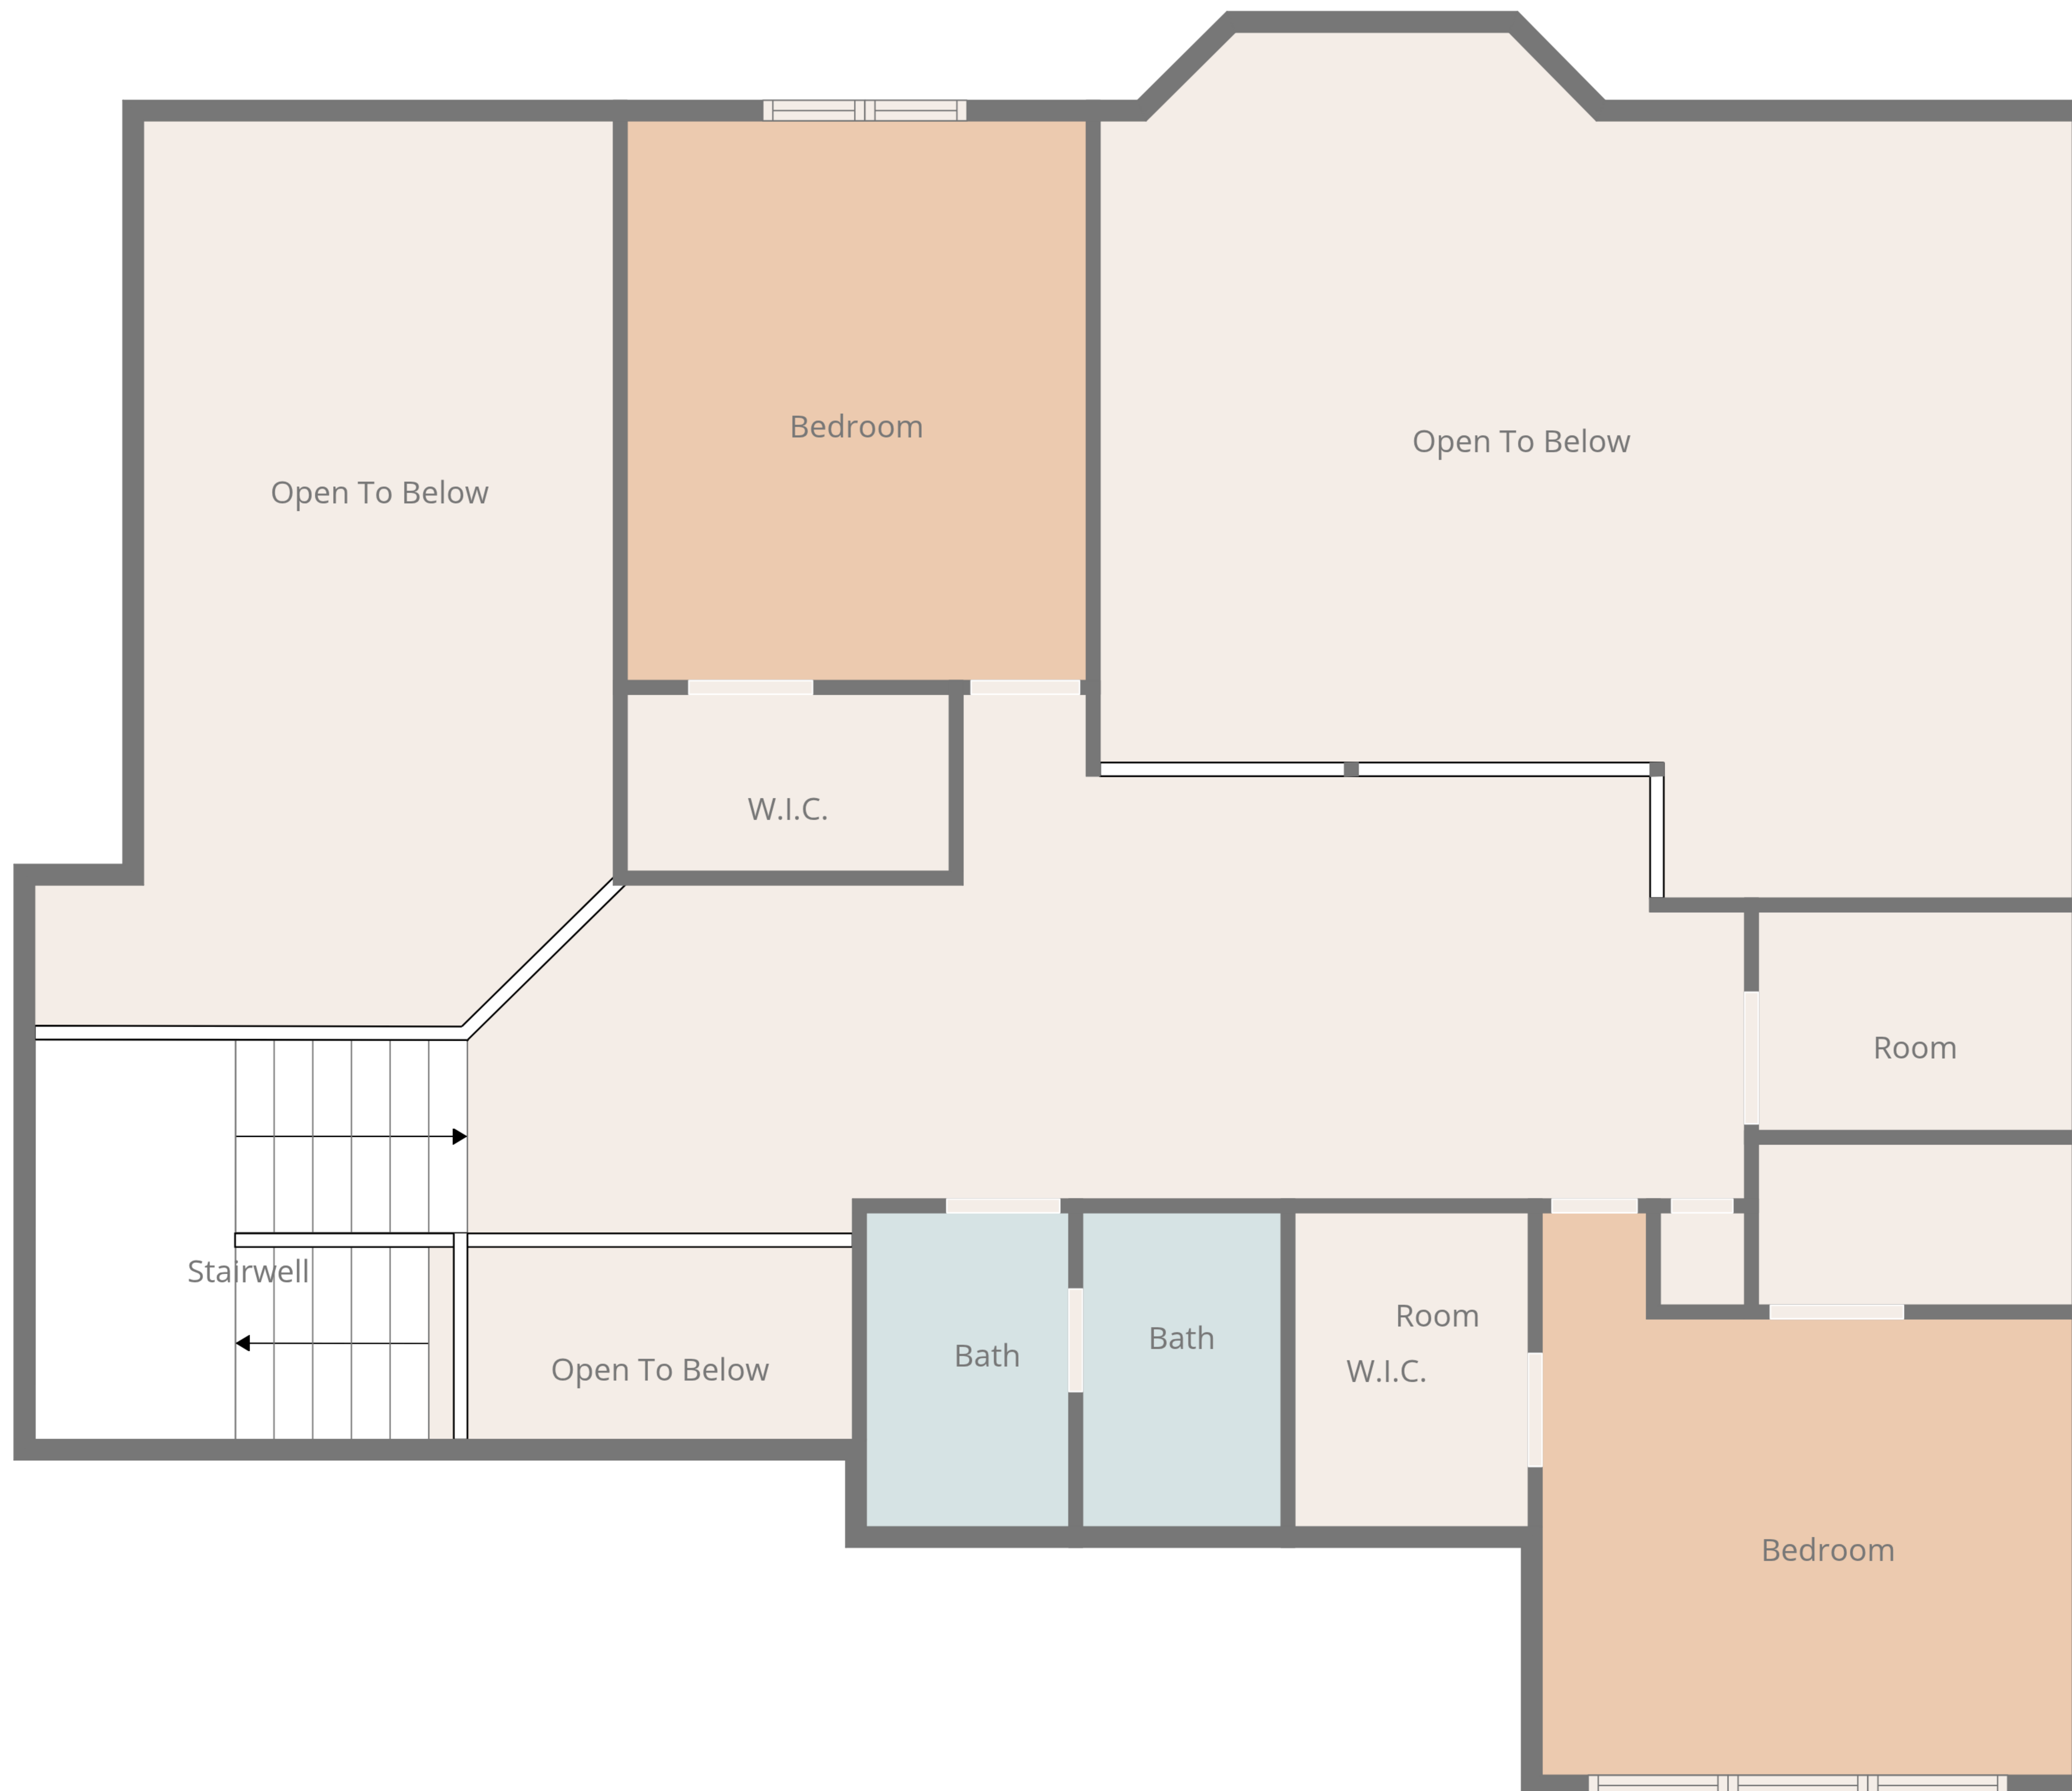 Bedroom
Open To Below
Open To Below
W.I.C.
Room
Stairwell
Open To Below
Bath
Bath
Room
W.I.C.
Bedroom